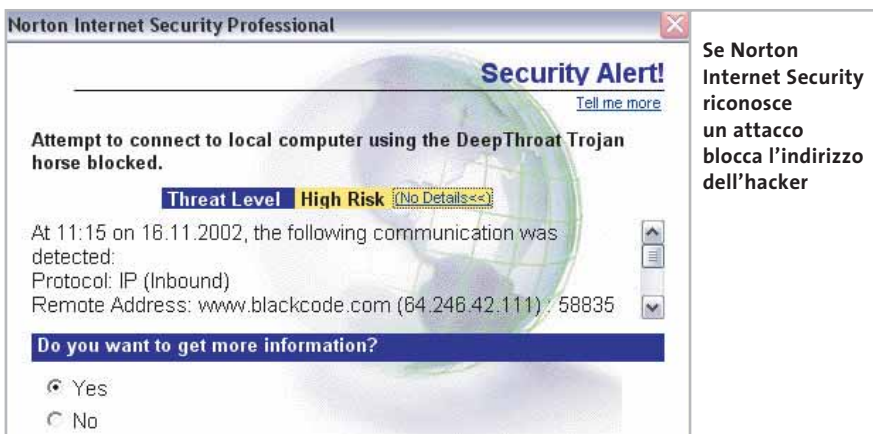 Norton Internet Security Professional
Security Alert!
Tell me more
Attempt to connect to local computer using the DeepThroat Trojan
horse blocked.
Threat Level High Risk (No Details<<)
At 11:15 on 16.11.2002, the following communication was
detected:
Protocol: IP (Inbound)
Remote Address: www.blackcode.com (64.246.42.111) : 58835
Do you want to get more information?
Yes
No
Se Norton
Internet Security
riconosce
un attacco
blocca l'indirizzo
dell'hacker